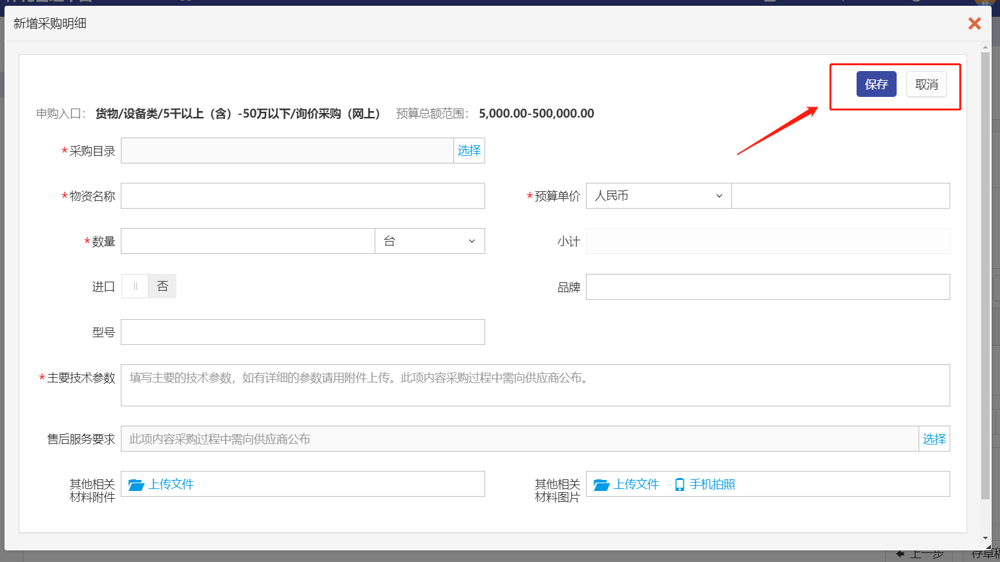 新增采购明细
保存 取消
申购入口： 货物/设备类/5千以上（含）-50万以下/询价采购（网上） 预算总额范围： 5,000.00-500,000.00
*采购目录 选择
*物资名称 *预算单价 人民币
*数量 台 小计
进口 否 品牌
型号
*主要技术参数 填写主要的技术参数，如有详细的参数请用附件上传。此项内容采购过程中需向供应商公布。
售后服务要求 此项内容采购过程中需向供应商公布 选择
其他相关材料附件 上传文件 其他相关材料图片 上传文件 手机拍照
上一步 存草稿